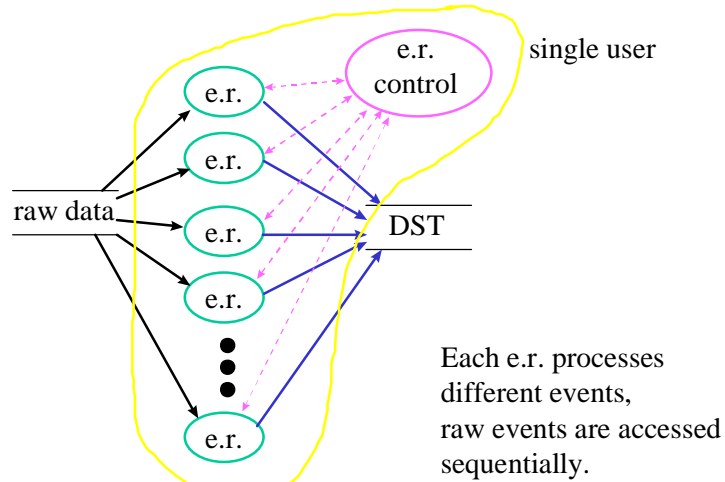 single user
e.r.
control
e.r.
e.r.
raw data
e.r.
DST
e.r.
e.r.
Each e.r. processes
different events,
raw events are accessed
sequentially.